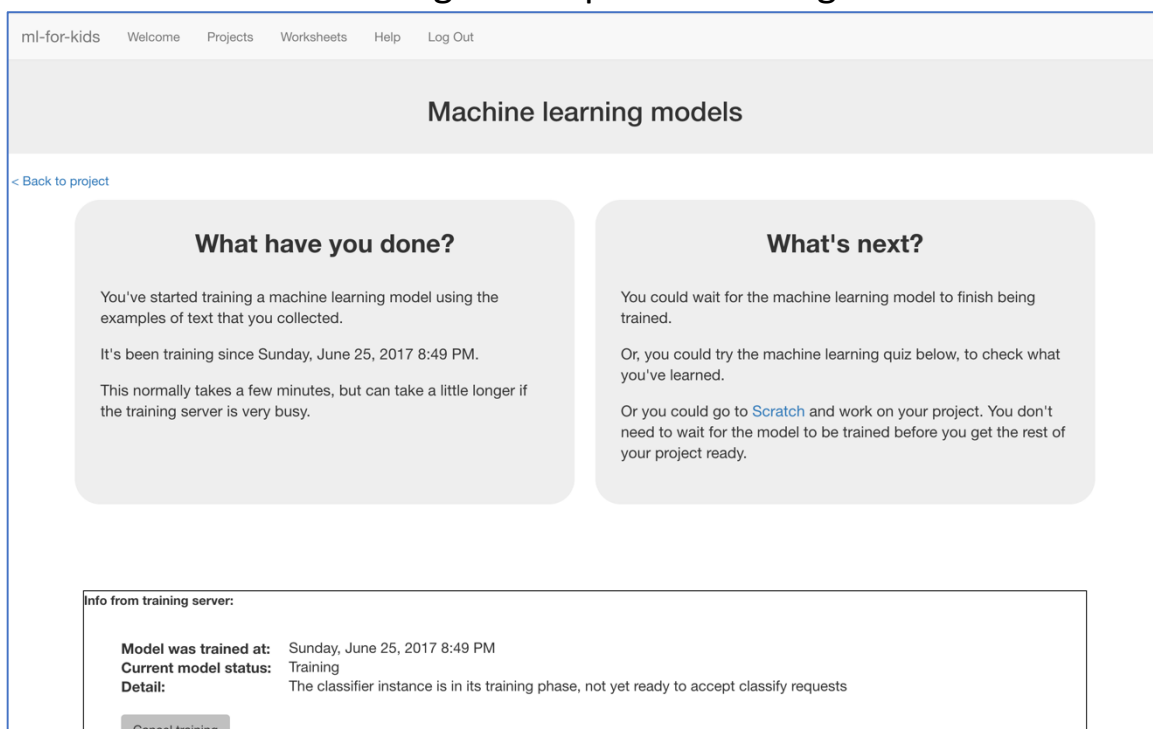 ml-for-kids Welcome Projects Worksheets Help Log Out
Machine learning models
< Back to project
What have you done?
You've started training a machine learning model using the
examples of text that you collected.
It's been training since Sunday, June 25, 2017 8:49 PM.
This normally takes a few minutes, but can take a little longer if
the training server is very busy.
What's next?
You could wait for the machine learning model to finish being
trained.
Or, you could try the machine learning quiz below, to check what
you've learned.
Or you could go to Scratch and work on your project. You don't
need to wait for the model to be trained before you get the rest of
your project ready.
Info from training server:
Model was trained at: Sunday, June 25, 2017 8:49 PM
Current model status: Training
Detail: The classifier instance is in its training phase, not yet ready to accept classify requests
Cancel training